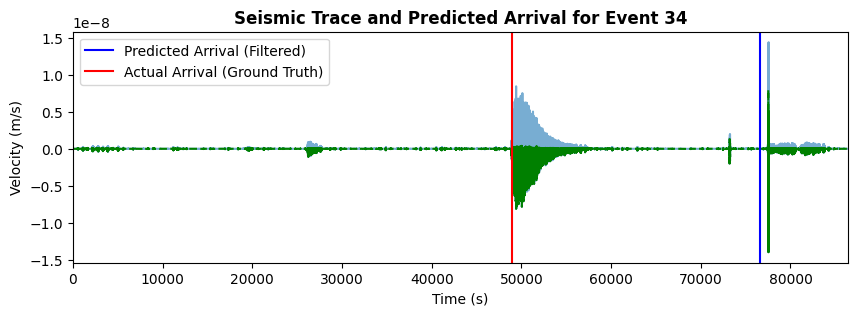 Seismic Trace and Predicted Arrival for Event 34
1e−8
Predicted Arrival (Filtered)
Actual Arrival (Ground Truth)
1.5
1.0
0.5
0.0
−0.5
−1.0
−1.5
Velocity (m/s)
0 10000 20000 30000 40000 50000 60000 70000 80000
Time (s)